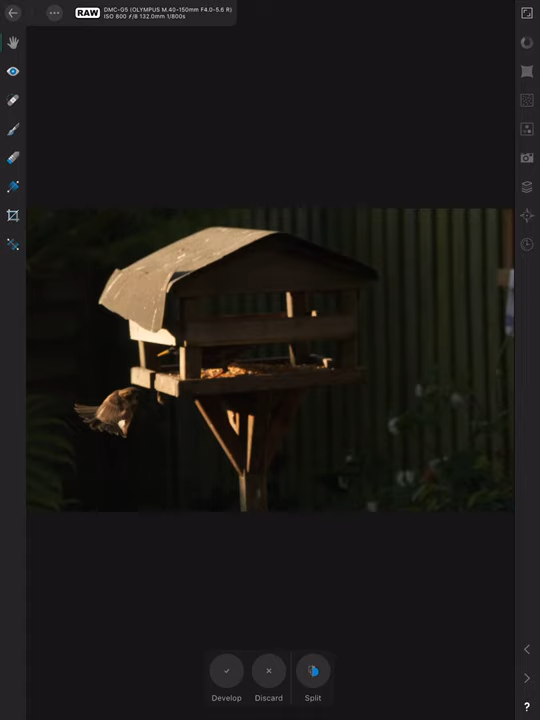 RAW
DMC-G5 (OLYMPUS M.40-150mm F4.0-5.6 R)
ISO 800 ƒ/8 132.0mm 1/800s
Develop
Discard
Split
?